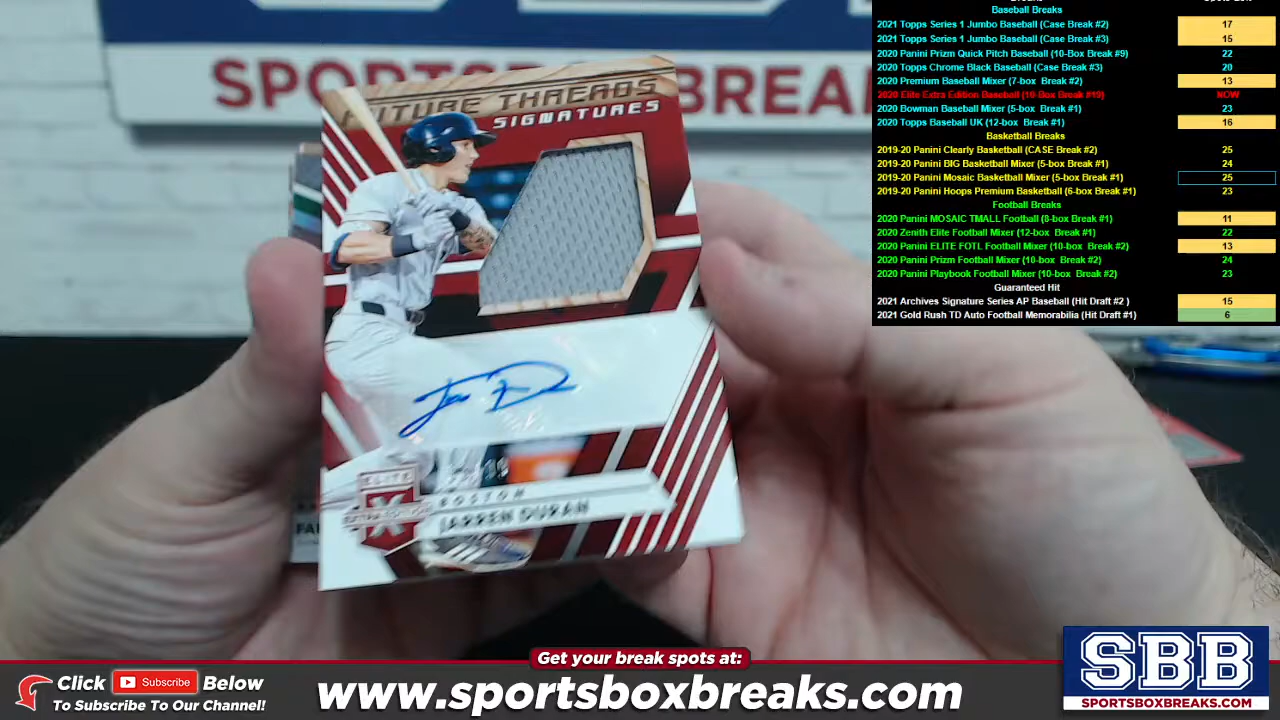 Baseball Breaks
2021 Topps Series 1 Jumbo Baseball (Case Break #2) 17
2021 Topps Series 1 Jumbo Baseball (Case Break #3) 15
2020 Panini Prizm Quick Pitch Baseball (10-Box Break #9) 22
2020 Topps Chrome Black Baseball (Case Break #3) 20
2020 Premium Baseball Mixer (7-box Break #2) 13
2020 Elite Extra Edition Baseball (10-Box Break #19) NOW
2020 Bowman Baseball Mixer (5-box Break #1) 23
2020 Topps Baseball UK (12-box Break #1) 16
Basketball Breaks
2019-20 Panini Clearly Basketball (CASE Break #2) 25
2019-20 Panini BIG Basketball Mixer (5-box Break #1) 24
2019-20 Panini Mosaic Basketball Mixer (5-box Break #1) 25
2019-20 Panini Hoops Premium Basketball (6-box Break #1) 23
Football Breaks
2020 Panini MOSAIC TMALL Football (8-box Break #1) 11
2020 Zenith Elite Football Mixer (12-box Break #1) 22
2020 Panini ELITE FOTL Football Mixer (10-box Break #2) 13
2020 Panini Prizm Football Mixer (10-box Break #2) 24
2020 Panini Playbook Football Mixer (10-box Break #2) 23
Guaranteed Hit
2021 Archives Signature Series AP Baseball (Hit Draft #2 ) 15
2021 Gold Rush TD Auto Football Memorabilia (Hit Draft #1) 6
FUTURE THREADS
SIGNATURES
ELITE
X
EXTRA EDITION
BOSTON
JARREN DURAN
Get your break spots at:
www.sportsboxbreaks.com
Click Subscribe Below
To Subscribe To Our Channel!
SBB
SPORTSBOXBREAKS.COM